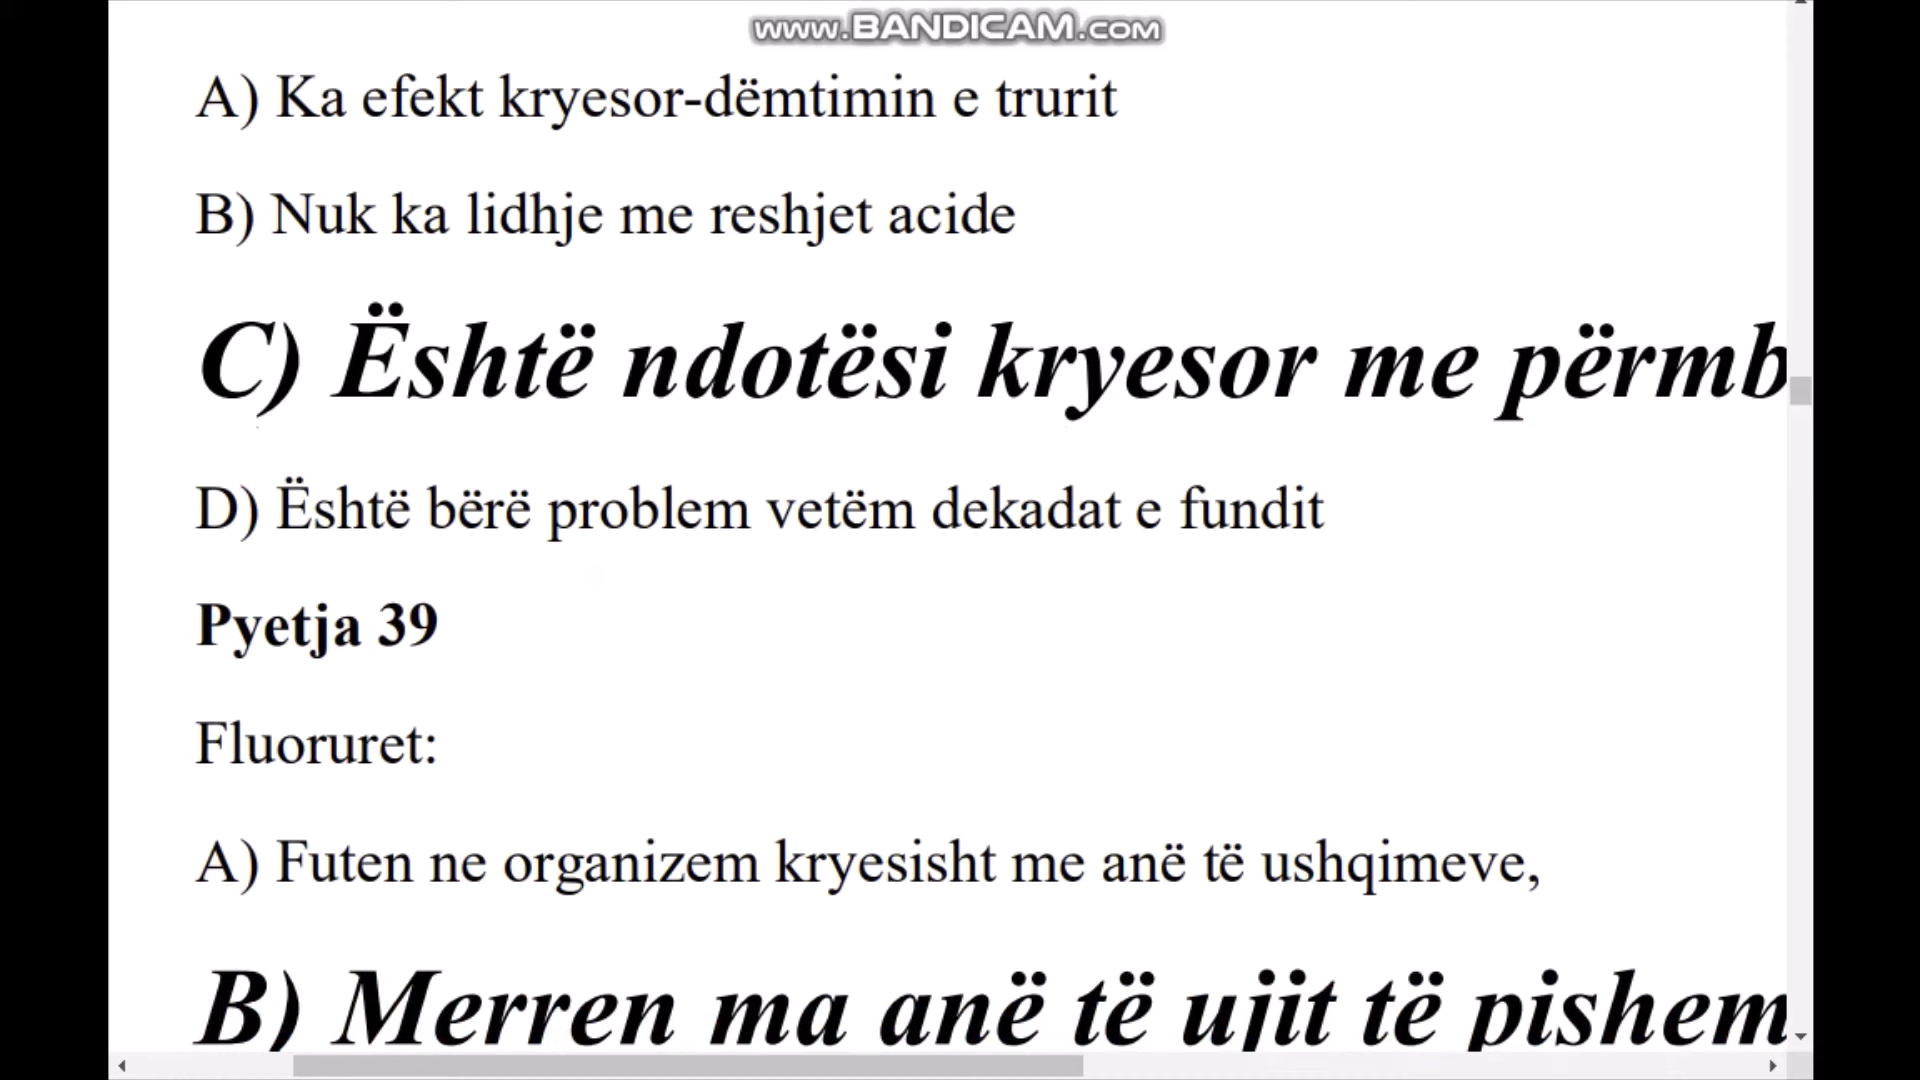 www.BANDICAM.com
A) Ka efekt kryesor-dëmtimin e trurit
B) Nuk ka lidhje me reshjet acide
C) Është ndotësi kryesor me përmb
D) Është bërë problem vetëm dekadat e fundit
Pyetja 39
Fluoruret:
A) Futen ne organizem kryesisht me anë të ushqimeve,
B) Merren ma anë të ujit të pishem